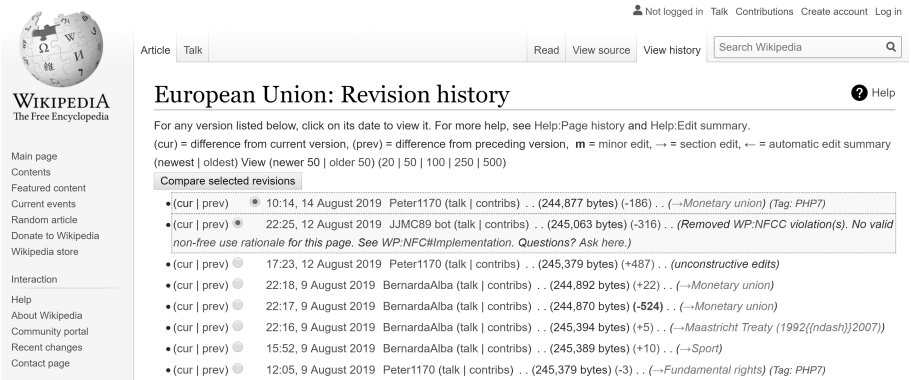 Not logged in Talk Contributions Create account Log in
Article Talk Read View source View history Search Wikipedia
WIKIPEDIA
The Free Encyclopedia
Main page
Contents
Featured content
Current events
Random article
Donate to Wikipedia
Wikipedia store
Interaction
Help
About Wikipedia
Community portal
Recent changes
Contact page
European Union: Revision history
Help
For any version listed below, click on its date to view it. For more help, see Help:Page history and Help:Edit summary.
(cur) = difference from current version, (prev) = difference from preceding version, m = minor edit, → = section edit, ← = automatic edit summary
(newest | oldest) View (newer 50 | older 50) (20 | 50 | 100 | 250 | 500)
Compare selected revisions
• (cur | prev) 10:14, 14 August 2019 Peter1170 (talk | contribs) . . (244,877 bytes) (-186) . . (→Monetary union) (Tag: PHP7)
• (cur | prev) 22:25, 12 August 2019 JJMC89 bot (talk | contribs) . . (245,063 bytes) (-316) . . (Removed WP:NFCC violation(s). No valid
non-free use rationale for this page. See WP:NFC#Implementation. Questions? Ask here.)
• (cur | prev) 17:23, 12 August 2019 Peter1170 (talk | contribs) . . (245,379 bytes) (+487) . . (unconstructive edits)
• (cur | prev) 22:18, 9 August 2019 BernardaAlba (talk | contribs) . . (244,892 bytes) (+22) . . (→Monetary union)
• (cur | prev) 22:17, 9 August 2019 BernardaAlba (talk | contribs) . . (244,870 bytes) (-524) . . (→Monetary union)
• (cur | prev) 22:16, 9 August 2019 BernardaAlba (talk | contribs) . . (245,394 bytes) (+5) . . (→Maastricht Treaty (1992{{ndash}}2007))
• (cur | prev) 15:52, 9 August 2019 BernardaAlba (talk | contribs) . . (245,389 bytes) (+10) . . (→Sport)
• (cur | prev) 12:05, 9 August 2019 Peter1170 (talk | contribs) . . (245,379 bytes) (-3) . . (→Fundamental rights) (Tag: PHP7)